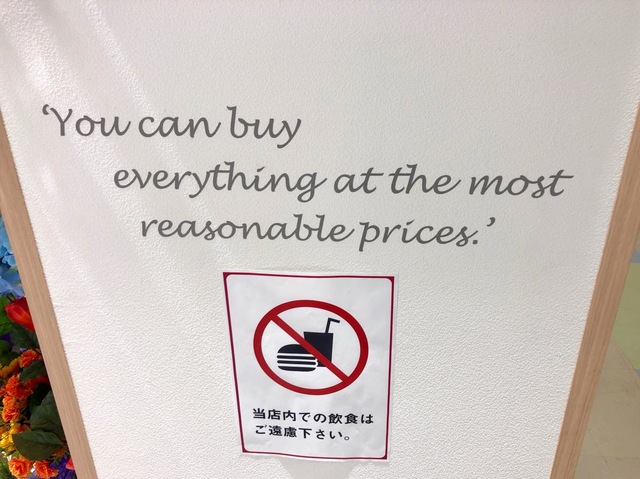 ‘You can buy
everything at the most
reasonable prices.’
当店内での飲食は
ご遠慮下さい。